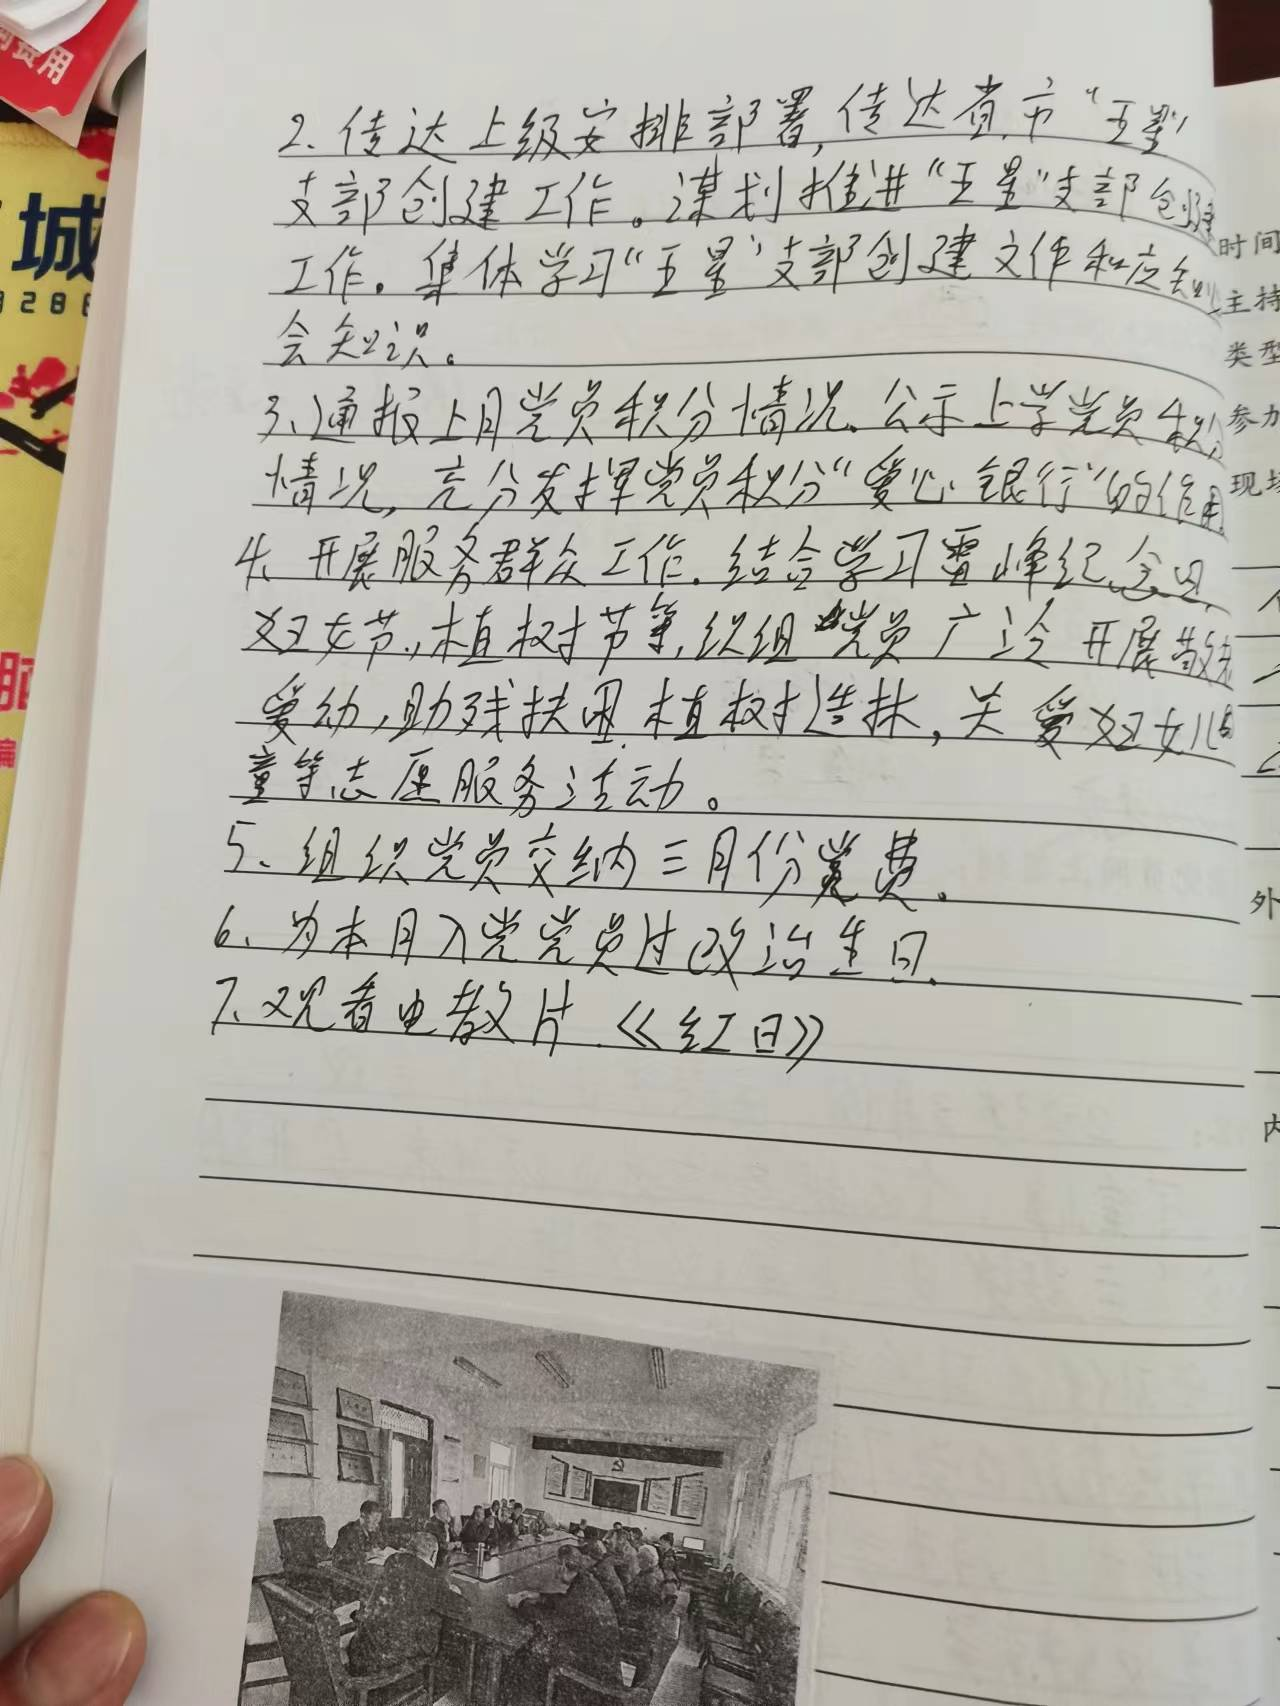 用
城
2、传达上级安排部署,传达省、市“五星”
支部创建工作。谋划推进“五星”支部创建
工作。集体学习“五星”支部创建文件和应知
会知识。
3、通报上月党员积分情况、公示上学党员积分
情况,充分发挥党员积分“爱心银行”的作用
4、开展服务群众工作.结合学习雷峰纪念日,
妇女节.,植树节等,织组党员广泛开展敬老
爱幼,助残扶困.植树造林,关爱妇女儿
童等志愿服务活动。
5、组织党员交纳三月份党费.
6、为本月入党党员过政治生日.
7.观看电教片.《红日》
时间
主持
类型
参加
现场
外
内